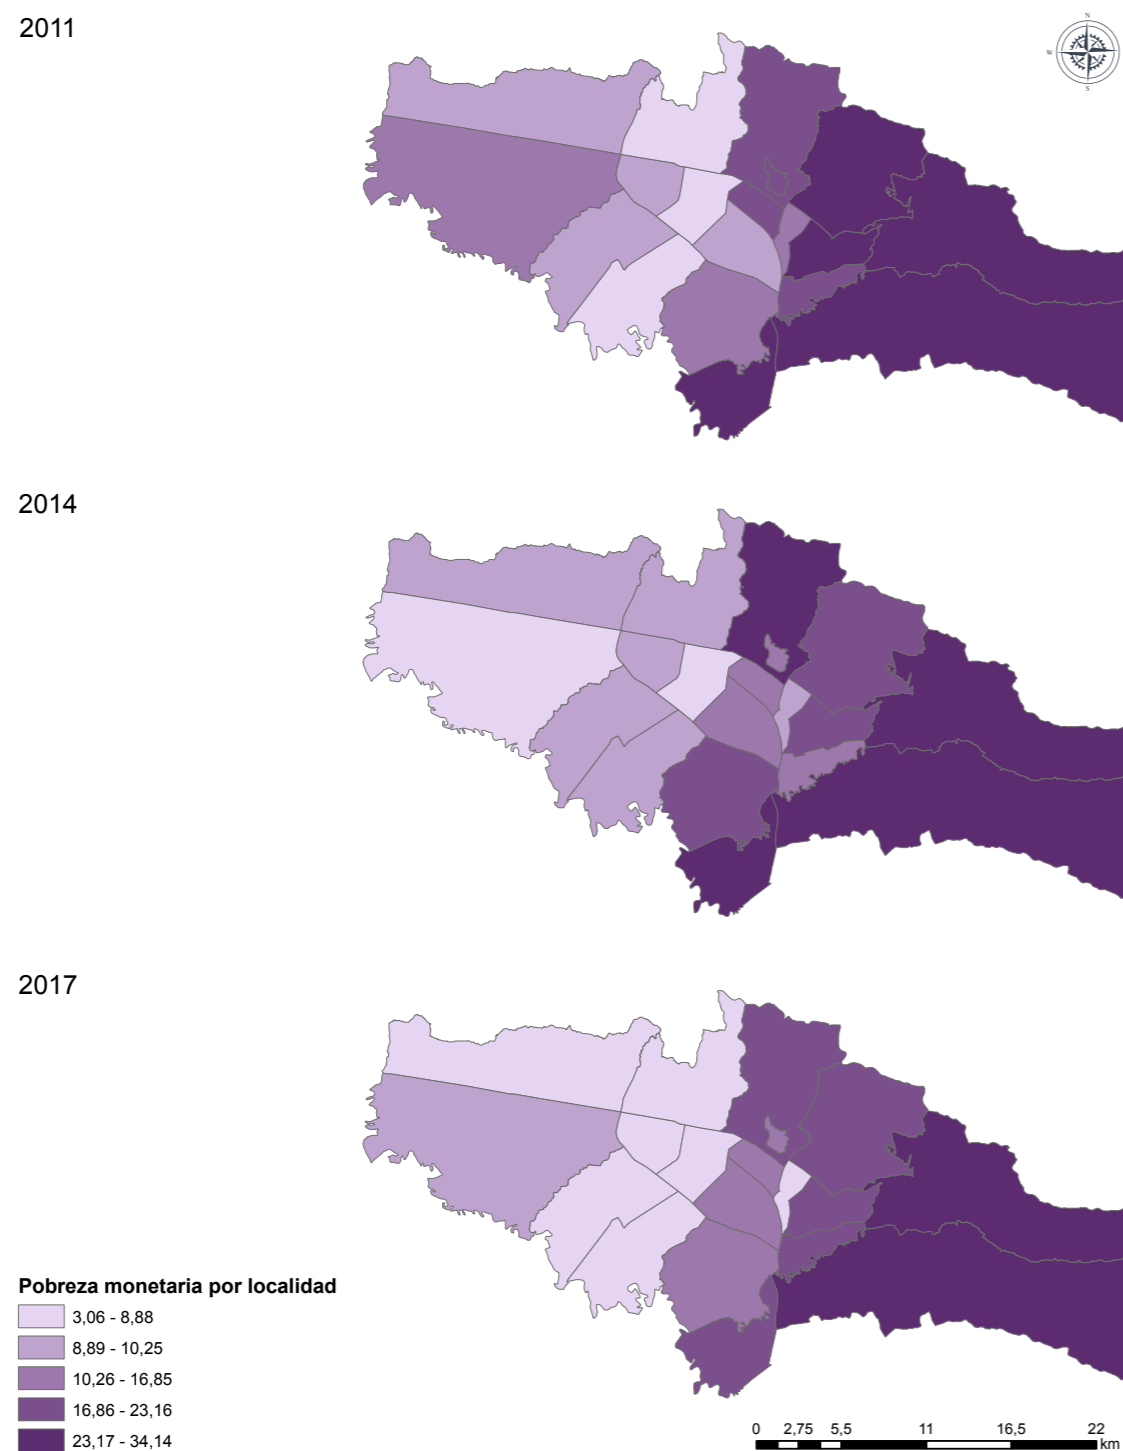 2011
N
W
S
2014
2017
Pobreza monetaria por localidad
3,06 - 8,88
8,89 - 10,25
10,26 - 16,85
16,86 - 23,16
23,17 - 34,14
0 2,75 5,5 11 16,5 22
km